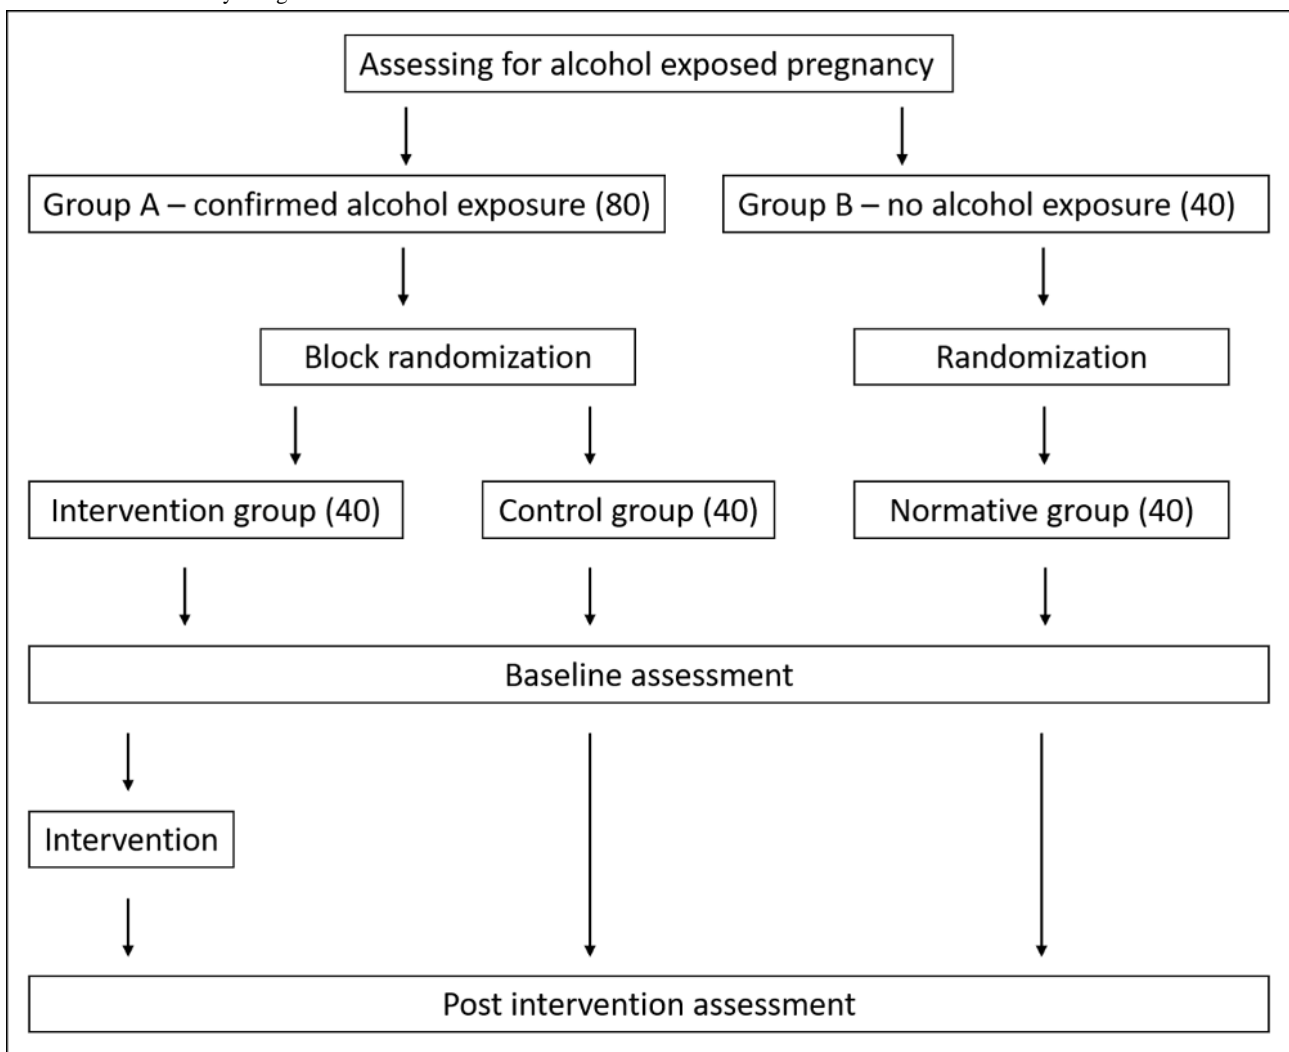 Assessing for alcohol exposed pregnancy
Group A – confirmed alcohol exposure (80)
Group B – no alcohol exposure (40)
Block randomization
Randomization
Intervention group (40)
Control group (40)
Normative group (40)
Baseline assessment
Intervention
Post intervention assessment